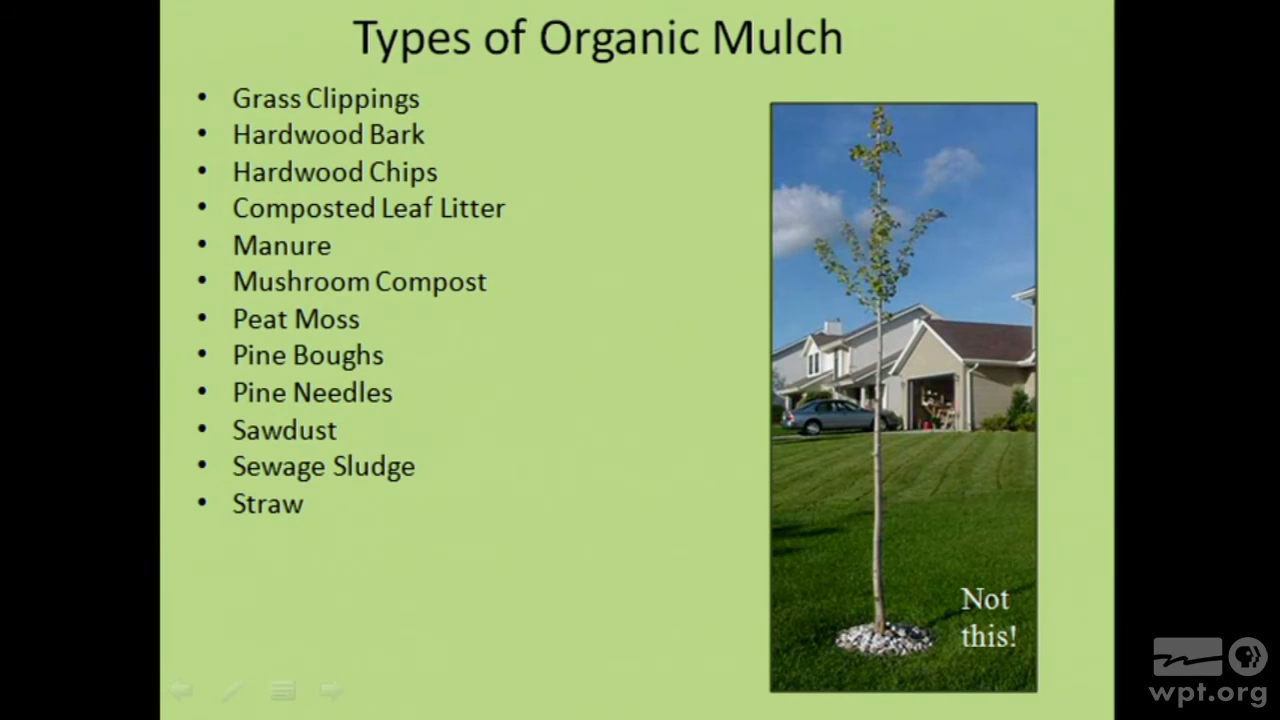 Types of Organic Mulch
• Grass Clippings
• Hardwood Bark
• Hardwood Chips
• Composted Leaf Litter
• Manure
• Mushroom Compost
• Peat Moss
• Pine Boughs
• Pine Needles
• Sawdust
• Sewage Sludge
• Straw
Not
this!
wpt.org